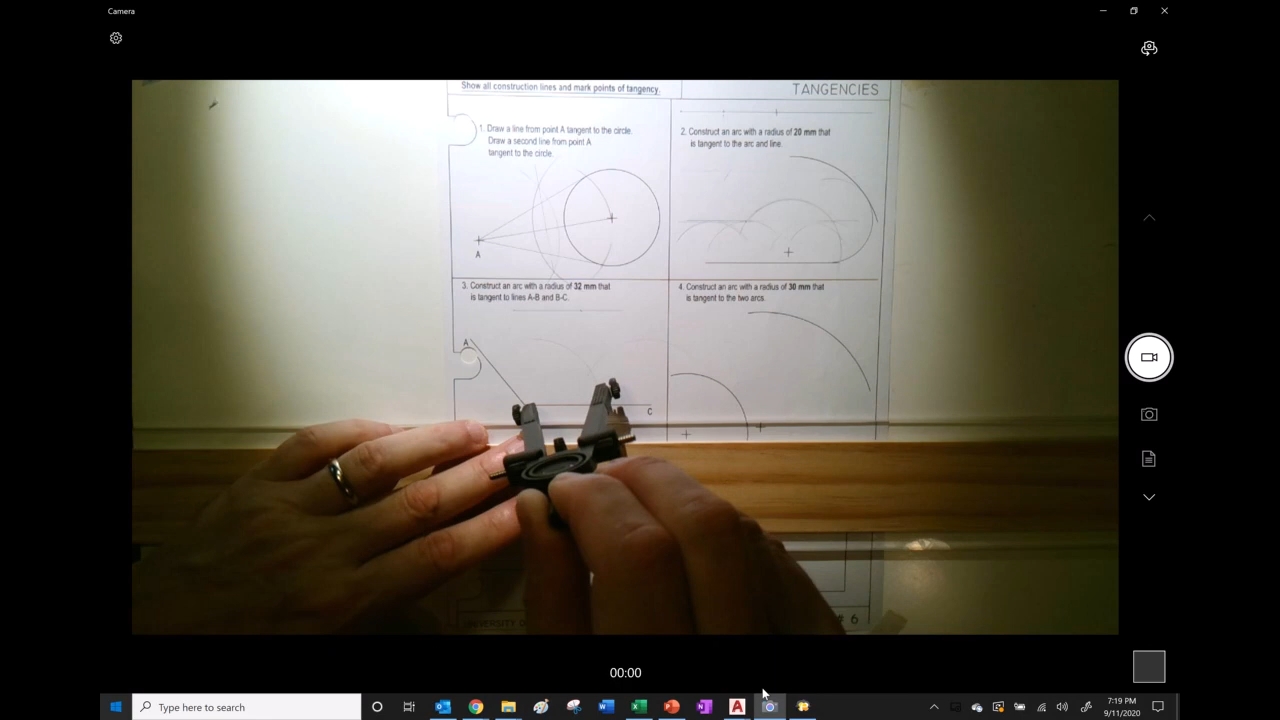 Camera
Show all construction lines and mark points of tangency.
TANGENCIES
1. Draw a line from point A tangent to the circle.
Draw a second line from point A
tangent to the circle.
A
2. Construct an arc with a radius of 20 mm that
is tangent to the arc and line.
3. Construct an arc with a radius of 32 mm that
is tangent to lines A-B and B-C.
A
C
4. Construct an arc with a radius of 30 mm that
is tangent to the two arcs.
UNIVERSITY O
# 6
00:00
Type here to search
7:19 PM
9/11/2020